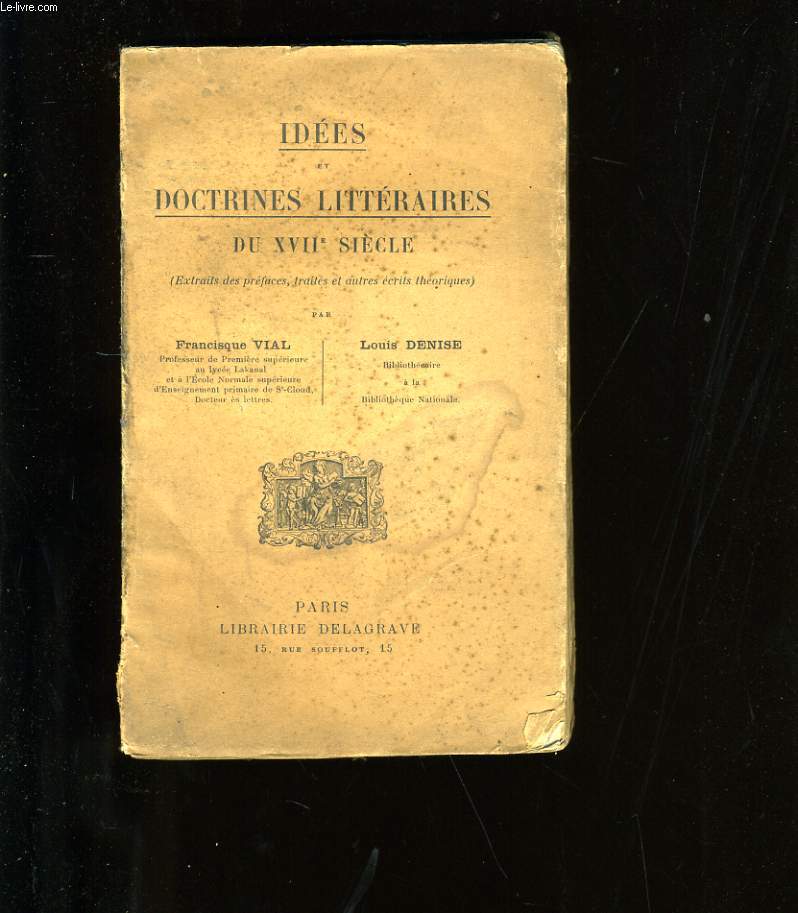 Le-livre.com
IDÉES
ET
DOCTRINES LITTÉRAIRES
DU XVIIE SIÈCLE
(Extraits des préfaces, traités et autres écrits théoriques)
PAR
Francisque VIAL
Professeur de Première supérieure
au lycée Lakanal
et à l'École Normale supérieure
d'Enseignement primaire de St-Cloud,
Docteur ès lettres.
Louis DENISE
Bibliothécaire
à la
Bibliothèque Nationale.
PARIS
LIBRAIRIE DELAGRAVE
15, RUE SOUFFLOT, 15